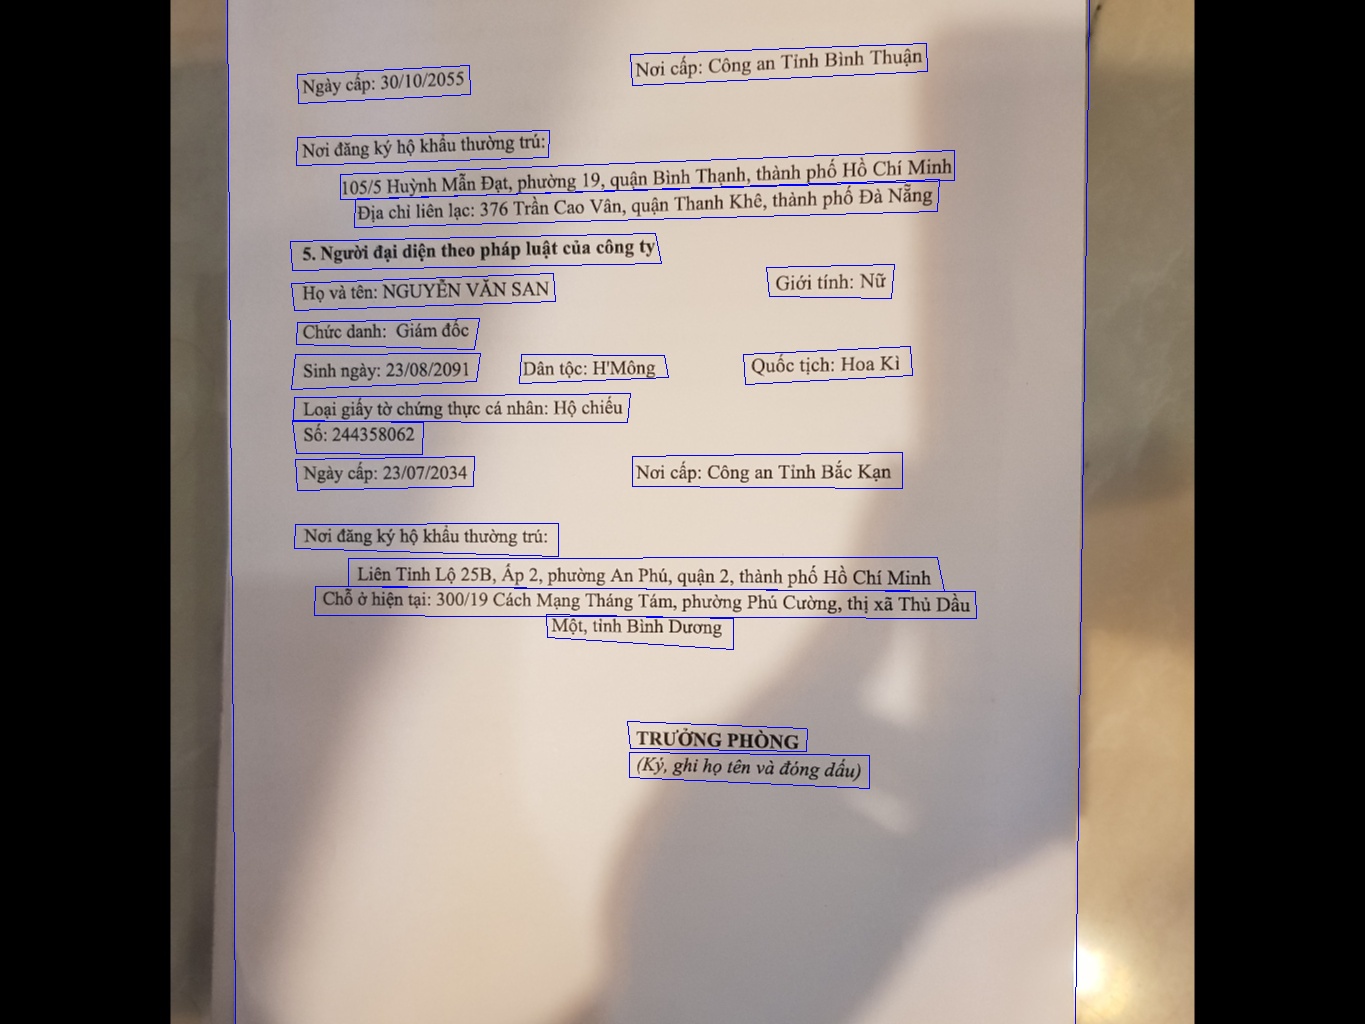 Ngày cấp: 30/10/2055 Nơi cấp: Công an Tỉnh Bình Thuận
Nơi đăng ký hộ khẩu thường trú:
105/5 Huỳnh Mẫn Đạt, phường 19, quận Bình Thạnh, thành phố Hồ Chí Minh
Địa chỉ liên lạc: 376 Trần Cao Vân, quận Thanh Khê, thành phố Đà Nẵng
5. Người đại diện theo pháp luật của công ty
Họ và tên: NGUYỄN VĂN SAN Giới tính: Nữ
Chức danh: Giám đốc
Sinh ngày: 23/08/2091 Dân tộc: H'Mông Quốc tịch: Hoa Kì
Loại giấy tờ chứng thực cá nhân: Hộ chiếu
Số: 244358062
Ngày cấp: 23/07/2034 Nơi cấp: Công an Tỉnh Bắc Kạn
Nơi đăng ký hộ khẩu thường trú:
Liên Tỉnh Lộ 25B, Ấp 2, phường An Phú, quận 2, thành phố Hồ Chí Minh
Chỗ ở hiện tại: 300/19 Cách Mạng Tháng Tám, phường Phú Cường, thị xã Thủ Dầu
Một, tỉnh Bình Dương
TRƯỞNG PHÒNG
(Ký, ghi họ tên và đóng dấu)